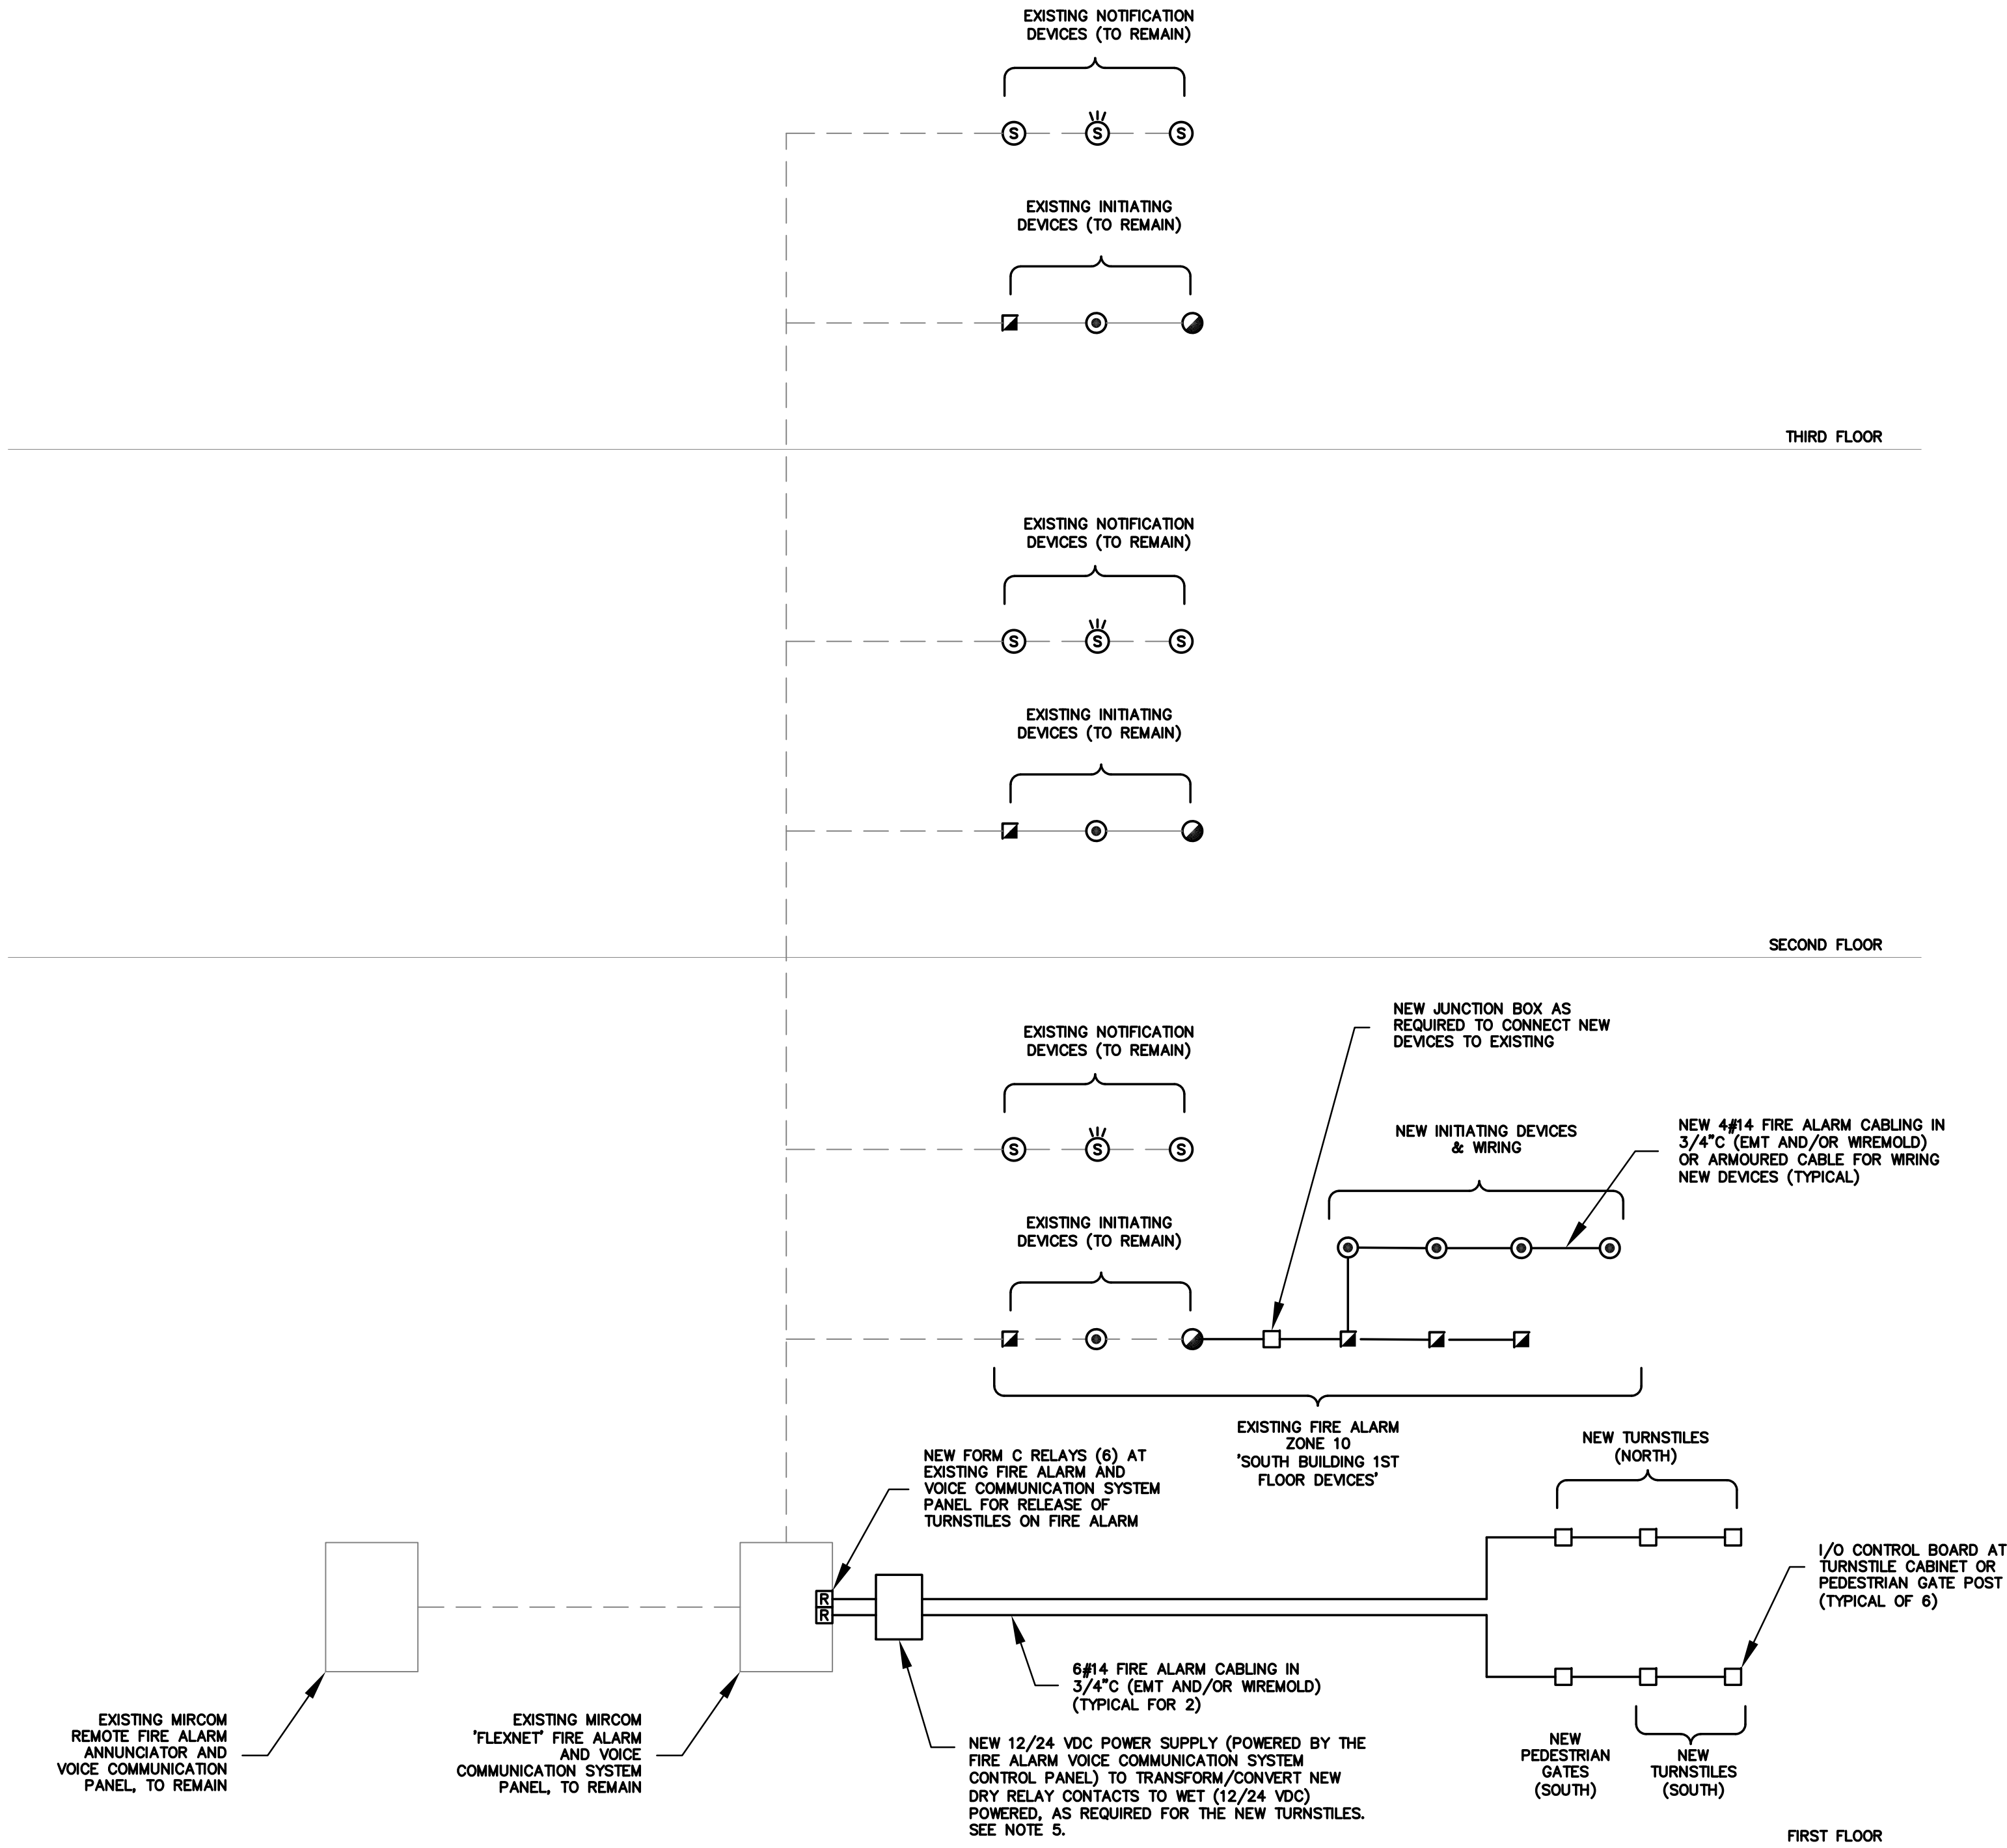 EXISTING NOTIFICATION
DEVICES (TO REMAIN)
S
S
S
EXISTING INITIATING
DEVICES (TO REMAIN)
THIRD FLOOR
EXISTING NOTIFICATION
DEVICES (TO REMAIN)
S
S
S
EXISTING INITIATING
DEVICES (TO REMAIN)
SECOND FLOOR
NEW JUNCTION BOX AS
REQUIRED TO CONNECT NEW
DEVICES TO EXISTING
EXISTING NOTIFICATION
DEVICES (TO REMAIN)
S
S
S
NEW INITIATING DEVICES
& WIRING
NEW 4#14 FIRE ALARM CABLING IN
3/4"C (EMT AND/OR WIREMOLD)
OR ARMOURED CABLE FOR WIRING
NEW DEVICES (TYPICAL)
EXISTING INITIATING
DEVICES (TO REMAIN)
EXISTING FIRE ALARM
ZONE 10
'SOUTH BUILDING 1ST
FLOOR DEVICES'
NEW FORM C RELAYS (6) AT
EXISTING FIRE ALARM AND
VOICE COMMUNICATION SYSTEM
PANEL FOR RELEASE OF
TURNSTILES ON FIRE ALARM
NEW TURNSTILES
(NORTH)
I/O CONTROL BOARD AT
TURNSTILE CABINET OR
PEDESTRIAN GATE POST
(TYPICAL OF 6)
R
R
6#14 FIRE ALARM CABLING IN
3/4"C (EMT AND/OR WIREMOLD)
(TYPICAL FOR 2)
EXISTING MIRCOM
REMOTE FIRE ALARM
ANNUNCIATOR AND
VOICE COMMUNICATION
PANEL, TO REMAIN
EXISTING MIRCOM
'FLEXNET' FIRE ALARM
AND VOICE
COMMUNICATION SYSTEM
PANEL, TO REMAIN
NEW 12/24 VDC POWER SUPPLY (POWERED BY THE
FIRE ALARM VOICE COMMUNICATION SYSTEM
CONTROL PANEL) TO TRANSFORM/CONVERT NEW
DRY RELAY CONTACTS TO WET (12/24 VDC)
POWERED, AS REQUIRED FOR THE NEW TURNSTILES.
SEE NOTE 5.
NEW
PEDESTRIAN
GATES
(SOUTH)
NEW
TURNSTILES
(SOUTH)
FIRST FLOOR